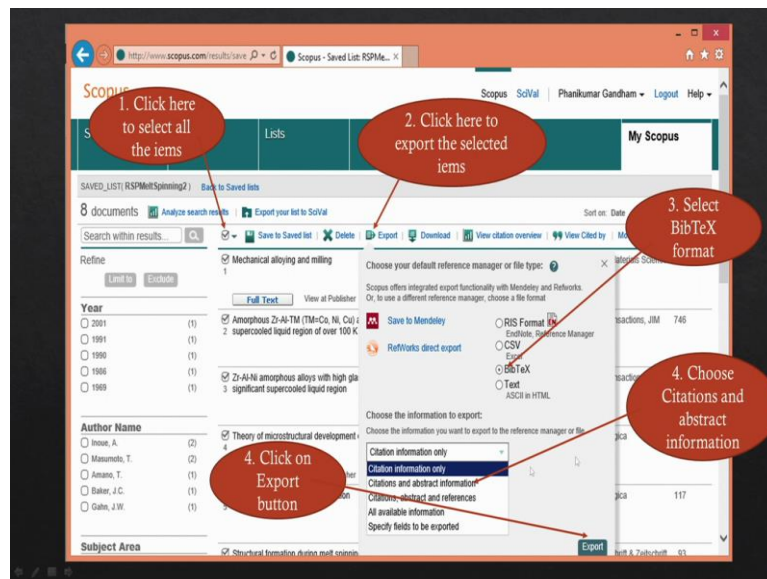 http://www.scopus.com/results/save
Scopus - Saved List: RSPMe...
Scopus
Scopus SciVal Phanikumar Gandham Logout Help
1. Click here
to select all
the iems
2. Click here to
export the selected
iems
S
Lists
My Scopus
SAVED_LIST( RSPMeltSpinning2 ) Back to Saved lists
8 documents Analyze search results Export your list to SciVal
Sort on: Date
3. Select
BibTeX
format
Search within results...
Save to Saved list Delete Export Download View citation overview View Cited by
Refine
Limit to Exclude
Mechanical alloying and milling
1
Full Text View at Publisher
Choose your default reference manager or file type:
Scopus offers integrated export functionality with Mendeley and Refworks.
Or, to use a different reference manager, choose a file format
Save to Mendeley
RefWorks direct export
RIS Format
EndNote, Reference Manager
CSV
Excel
BibTeX
Text
ASCII in HTML
Year
2001 (1)
1991 (1)
1990 (1)
1986 (1)
1969 (1)
Amorphous Zr-Al-TM (TM=Co, Ni, Cu)
2 supercooled liquid region of over 100 K
nsactions, JIM 746
Zr-Al-Ni amorphous alloys with high gla
3 significant supercooled liquid region
4. Choose
Citations and
abstract
information
Choose the information to export:
Choose the information you want to export to the reference manager or file.
Citation information only
Citation information only
Citations and abstract information
Citations, abstract and references
All available information
Specify fields to be exported
Export
Author Name
Inoue, A. (2)
Masumoto, T. (2)
Amano, T. (1)
Baker, J.C. (1)
Gahn, J.W. (1)
Theory of microstructural development
4
4. Click on
Export
button
117
Subject Area
Structural formation during melt spinnin
93